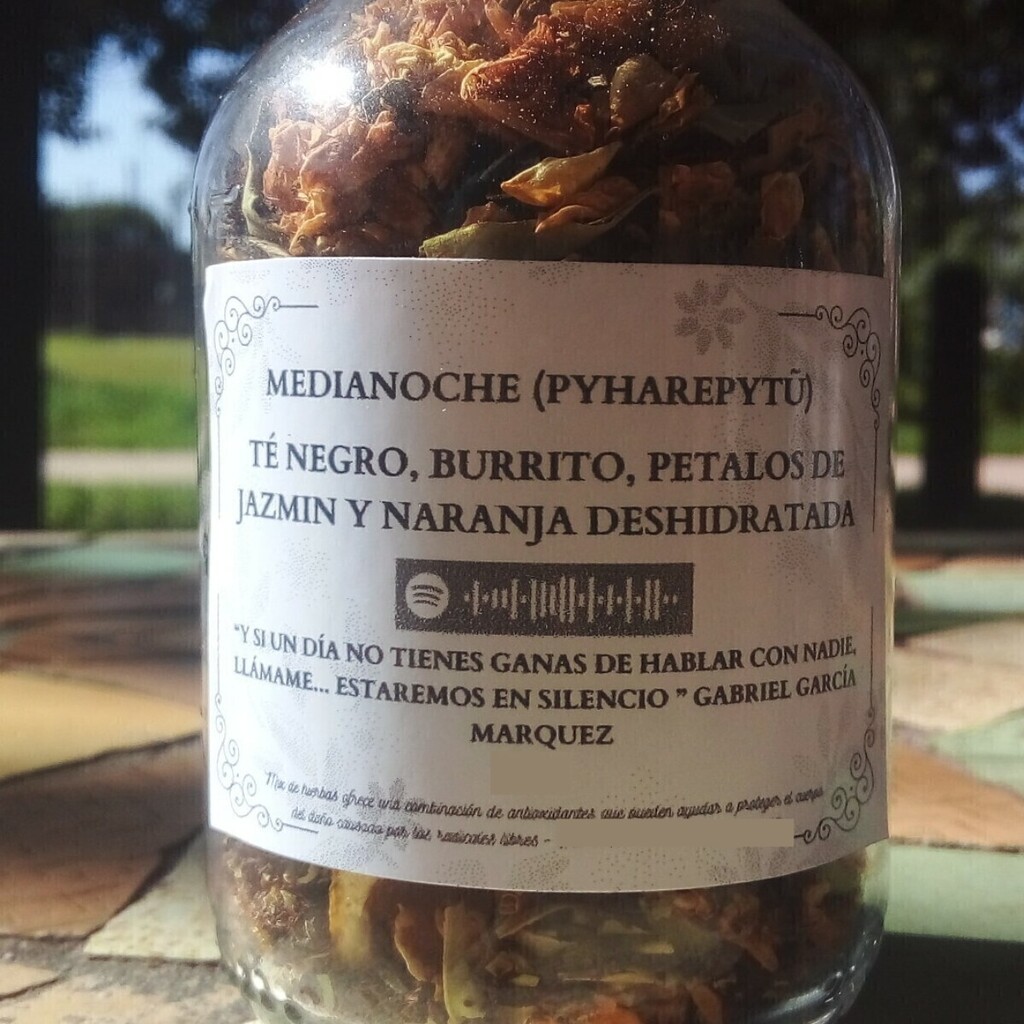 MEDIANOCHE (PYHAREPYTŨ)
TÉ NEGRO, BURRITO, PETALOS DE
JAZMIN Y NARANJA DESHIDRATADA
“Y SI UN DÍA NO TIENES GANAS DE HABLAR CON NADIE,
LLÁMAME... ESTAREMOS EN SILENCIO ” GABRIEL GARCÍA
MARQUEZ
Mix de hierbas ofrece una combinación de antioxidantes que pueden ayudar a proteger el cuerpo
del daño causado por los radicales libres -